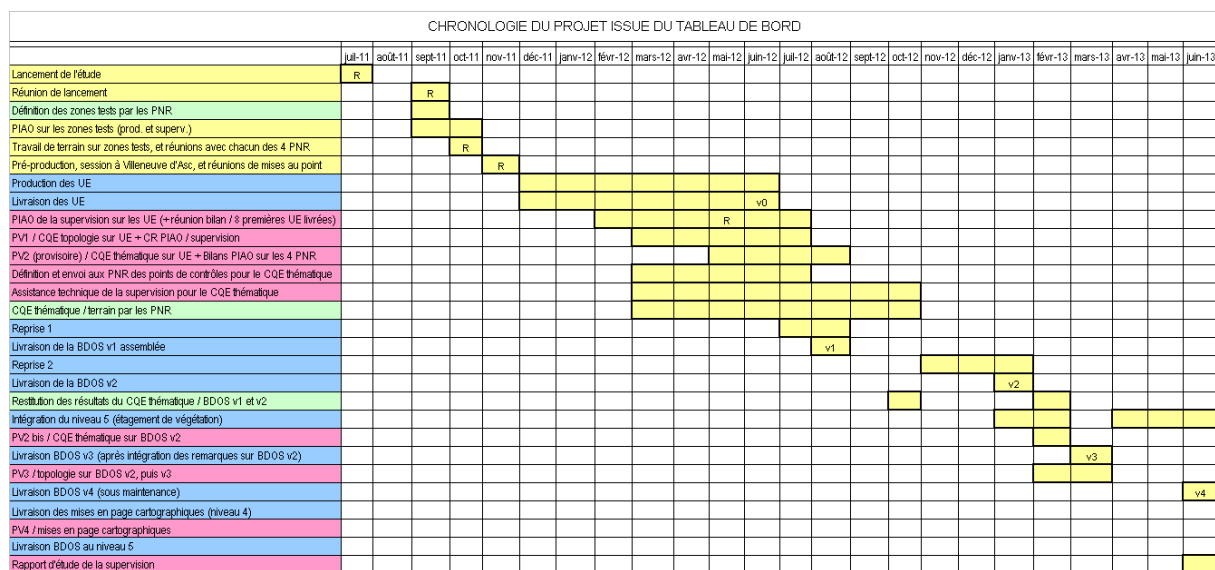 CHRONOLOGIE DU PROJET ISSUE DU TABLEAU DE BORD
juil-11 août-11 sept-11 oct-11 nov-11 déc-11 janv-12 févr-12 mars-12 avr-12 mai-12 juin-12 juil-12 août-12 sept-12 oct-12 nov-12 déc-12 janv-13 févr-13 mars-13 avr-13 mai-13 juin-13
Lancement de l'étude R
Réunion de lancement R
Définition des zones tests par les PNR
PIAO sur les zones tests (prod. et superv.)
Travail de terrain sur zones tests, et réunions avec chacun des 4 PNR R
Pré-production, session à Villeneuve d'Asc, et réunions de mises au point R
Production des UE
Livraison des UE v0
PIAO de la supervision sur les UE (+réunion bilan / 8 premières UE livrées) R
PV1 / CQE topologie sur UE + CR PIAO / supervision
PV2 (provisoire) / CQE thématique sur UE + Bilans PIAO sur les 4 PNR
Définition et envoi aux PNR des points de contrôles pour le CQE thématique
Assistance technique de la supervision pour le CQE thématique
CQE thématique / terrain par les PNR
Reprise 1
Livraison de la BDOS v1 assemblée v1
Reprise 2
Livraison de la BDOS v2 v2
Restitution des résultats du CQE thématique / BDOS v1 et v2
Intégration du niveau 5 (étagement de végétation)
PV2 bis / CQE thématique sur BDOS v2
Livraison BDOS v3 (après intégration des remarques sur BDOS v2) v3
PV3 / topologie sur BDOS v2, puis v3
Livraison BDOS v4 (sous maintenance) v4
Livraison des mises en page cartographiques (niveau 4)
PV4 / mises en page cartographiques
Livraison BDOS au niveau 5
Rapport d'étude de la supervision